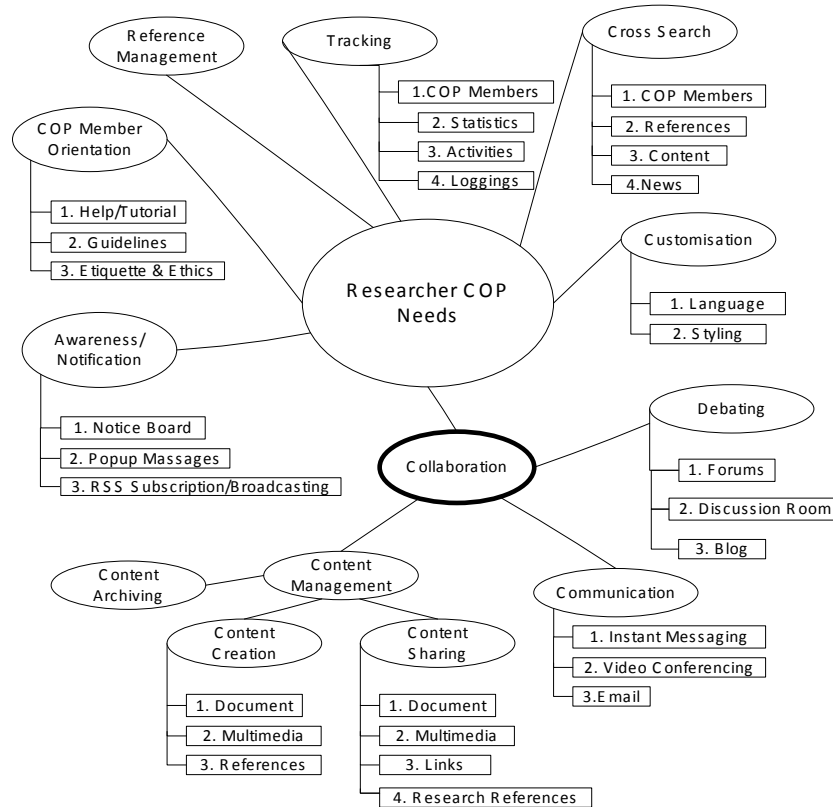 Reference
Management
Tracking
1.COP Members
2. Statistics
3. Activities
4. Loggings
Cross Search
1. COP Members
2. References
3. Content
4.News
COP Member
Orientation
1. Help/Tutorial
2. Guidelines
3. Etiquette & Ethics
Researcher COP
Needs
Customisation
1. Language
2. Styling
Awareness/
Notification
1. Notice Board
2. Popup Massages
3. RSS Subscription/Broadcasting
Collaboration
Debating
1. Forums
2. Discussion Room
3. Blog
Content
Archiving
Content
Management
Communication
1. Instant Messaging
2. Video Conferencing
3.Email
Content
Creation
1. Document
2. Multimedia
3. References
Content
Sharing
1. Document
2. Multimedia
3. Links
4. Research References